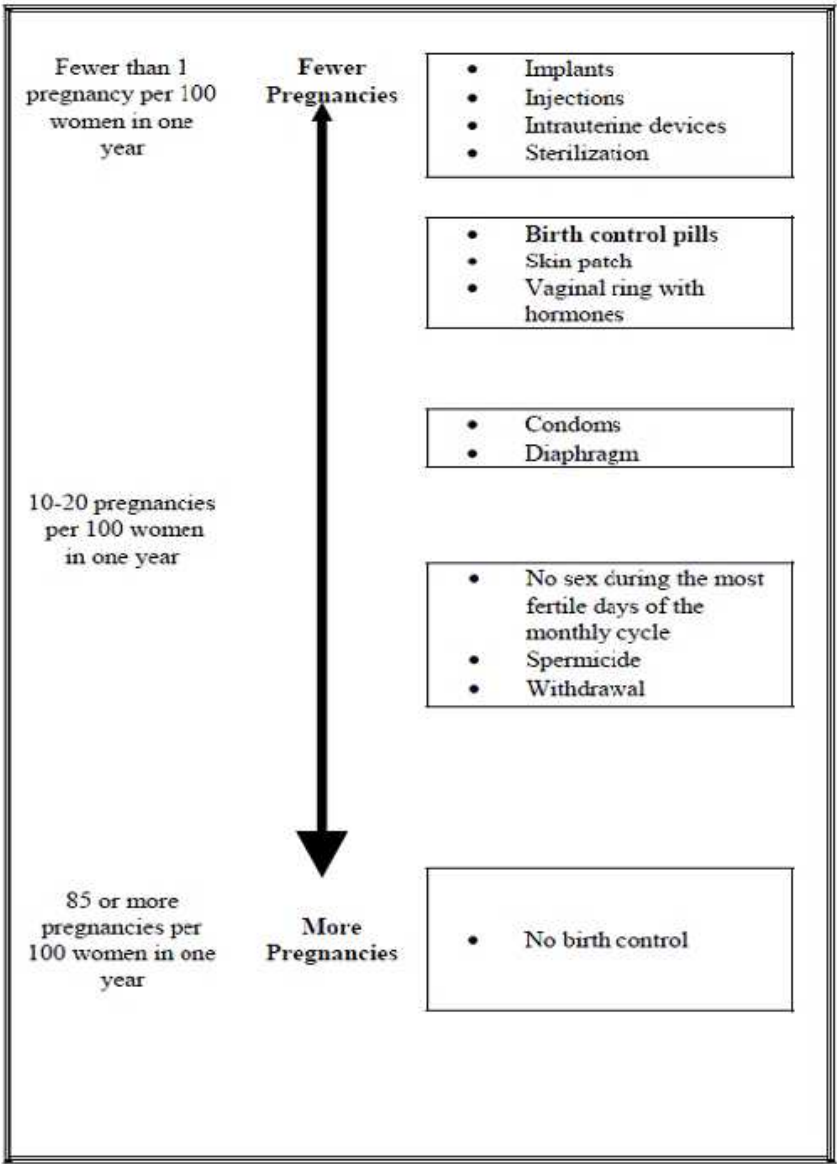 Fewer than 1
pregnancy per 100
women in one
year
Fewer
Pregnancies
• Implants
• Injections
• Intrauterine devices
• Sterilization
• Birth control pills
• Skin patch
• Vaginal ring with
hormones
• Condoms
• Diaphragm
10-20 pregnancies
per 100 women
in one year
• No sex during the most
fertile days of the
monthly cycle
• Spermicide
• Withdrawal
85 or more
pregnancies per
100 women in one
year
More
Pregnancies
• No birth control